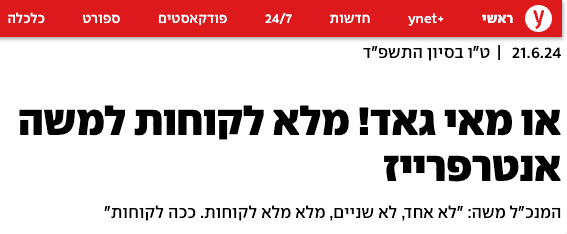 y ראשי ynet+ חדשות 24/7 פודקאסטים ספורט כלכלה
21.6.24 | ט"ו בסיון התשפ"ד
או מאי גאד! מלא לקוחות למשה
אנטרפרייז
המנכ"ל משה: "לא אחד, לא שניים, מלא מלא לקוחות. ככה לקוחות"